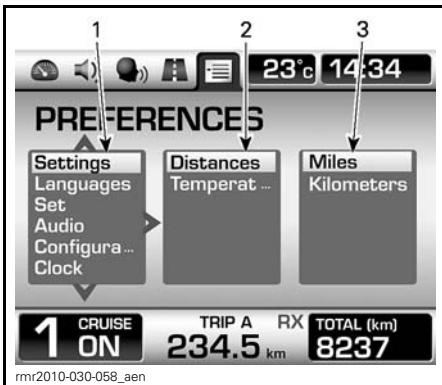 1 2 3
23°c 14:34
PREFERENCES
Settings Distances Miles
Languages Temperat ... Kilometers
Set
Audio
Configura ...
Clock
1 CRUISE ON TRIP A RX TOTAL (km)
234.5 km 8237
rmr2010-030-058_aen